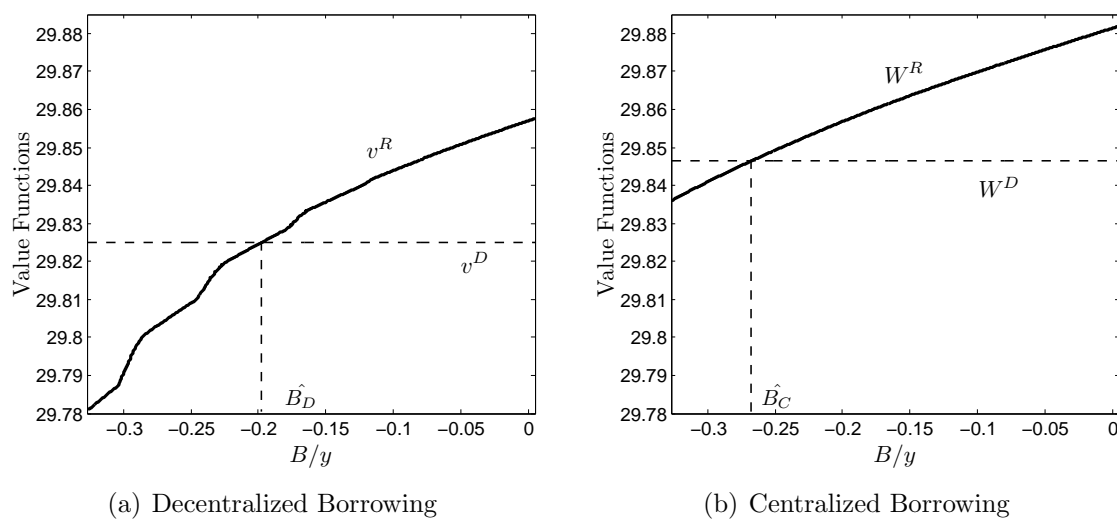 29.88
29.87
29.86
29.85
29.84
29.83
29.82
29.81
29.8
29.79
29.78
Value Functions
v^R
v^D
\hat{B_D}
−0.3 −0.25 −0.2 −0.15 −0.1 −0.05 0
B/y
(a) Decentralized Borrowing
29.88
29.87
29.86
29.85
29.84
29.83
29.82
29.81
29.8
29.79
29.78
Value Functions
W^R
W^D
\hat{B_C}
−0.3 −0.25 −0.2 −0.15 −0.1 −0.05 0
B/y
(b) Centralized Borrowing